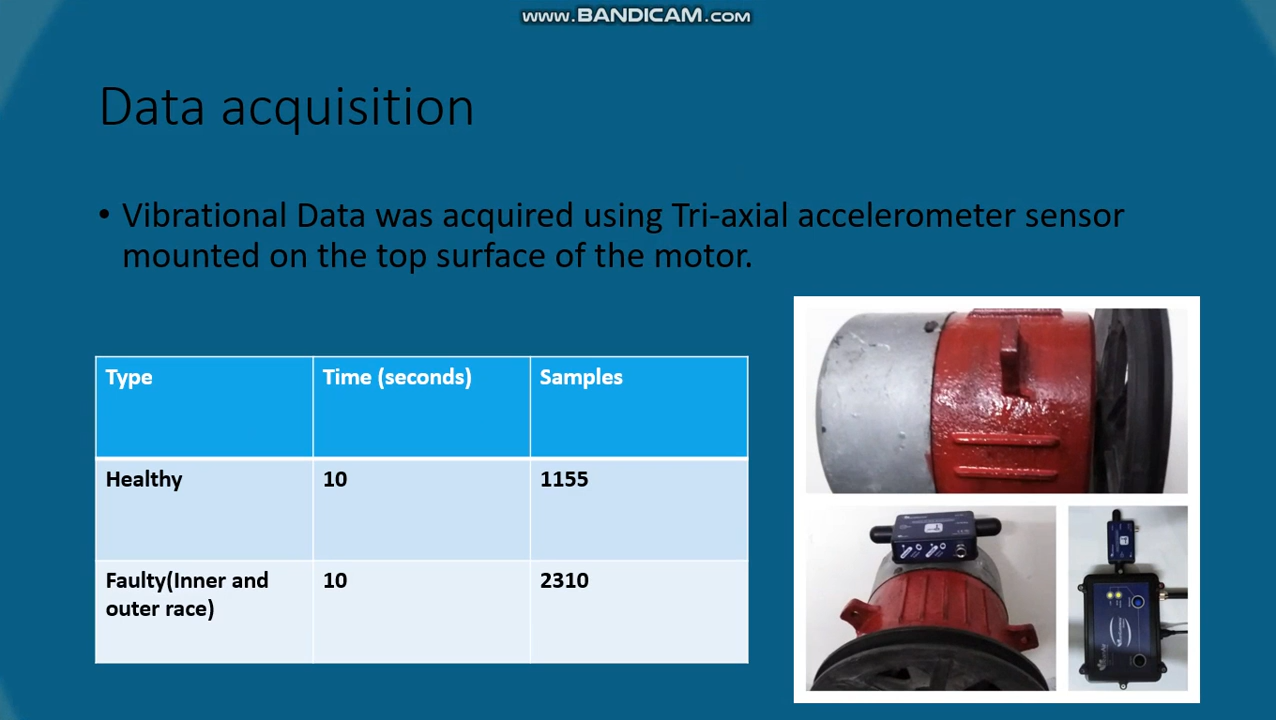 www.BANDICAM.com
Data acquisition
• Vibrational Data was acquired using Tri-axial accelerometer sensor
mounted on the top surface of the motor.
Type Time (seconds) Samples
Healthy 10 1155
Faulty(Inner and 10 2310
outer race)